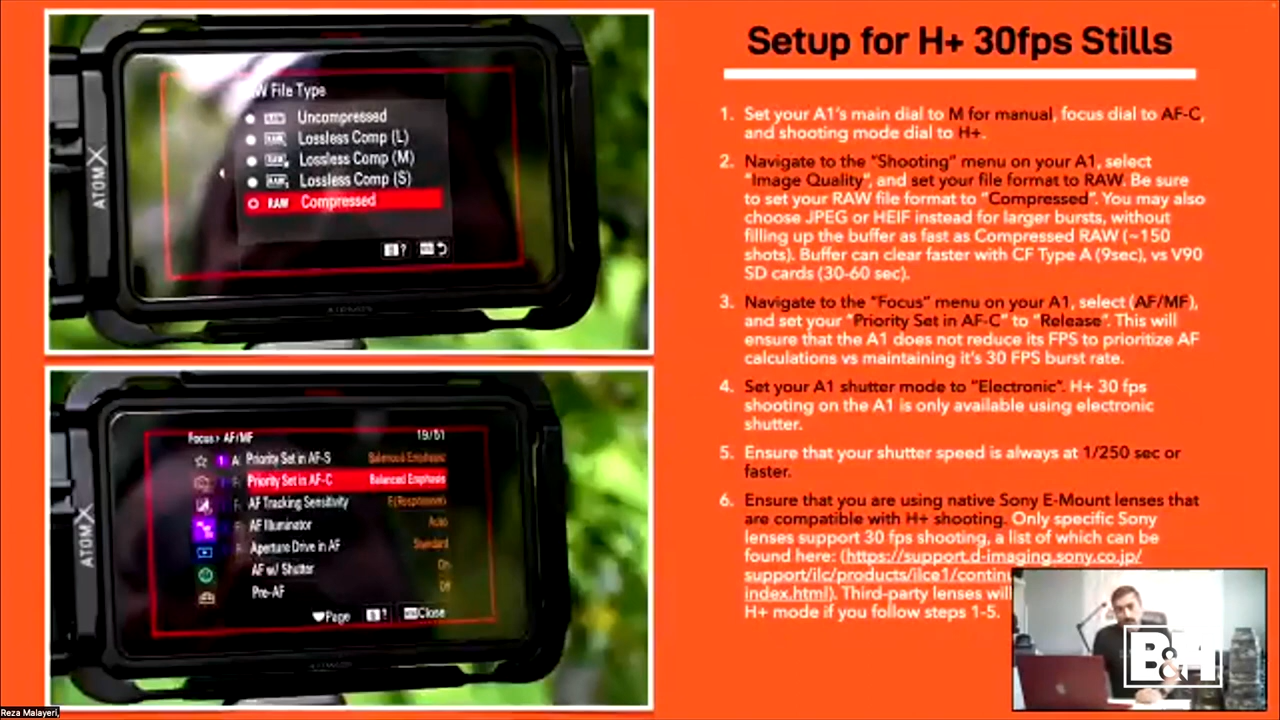 Setup for H+ 30fps Stills
1. Set your A1's main dial to M for manual, focus dial to AF-C,
and shooting mode dial to H+.
2. Navigate to the "Shooting" menu on your A1, select
"Image Quality", and set your file format to RAW. Be sure
to set your RAW file format to "Compressed". You may also
choose JPEG or HEIF instead for larger bursts, without
filling up the buffer as fast as Compressed RAW (~150
shots). Buffer can clear faster with CF Type A (9sec), vs V90
SD cards (30-60 sec).
3. Navigate to the "Focus" menu on your A1, select (AF/MF),
and set your "Priority Set in AF-C" to "Release". This will
ensure that the A1 does not reduce its FPS to prioritize AF
calculations vs maintaining it's 30 FPS burst rate.
4. Set your A1 shutter mode to "Electronic". H+ 30 fps
shooting on the A1 is only available using electronic
shutter.
5. Ensure that your shutter speed is always at 1/250 sec or
faster.
6. Ensure that you are using native Sony E-Mount lenses that
are compatible with H+ shooting. Only specific Sony
lenses support 30 fps shooting, a list of which can be
found here: (https://support.d-imaging.sony.co.jp/
support/ilc/products/ilce1/contin
index.html). Third-party lenses will
H+ mode if you follow steps 1-5.
W File Type
RAW Uncompressed
RAW Lossless Comp (L)
RAW Lossless Comp (M)
RAW Lossless Comp (S)
RAW Compressed
?
ATOMX
ATOMOS
Focus› AF/MF 19/51
Priority Set in AF-S Balanced Emphasis
Priority Set in AF-C Balanced Emphasis
AF Tracking Sensitivity
AF Illuminator Auto
Aperture Drive in AF Standard
AF w/ Shutter On
Pre-AF Off
Page ? Close
ATOMX
B&H
Reza Malayeri,